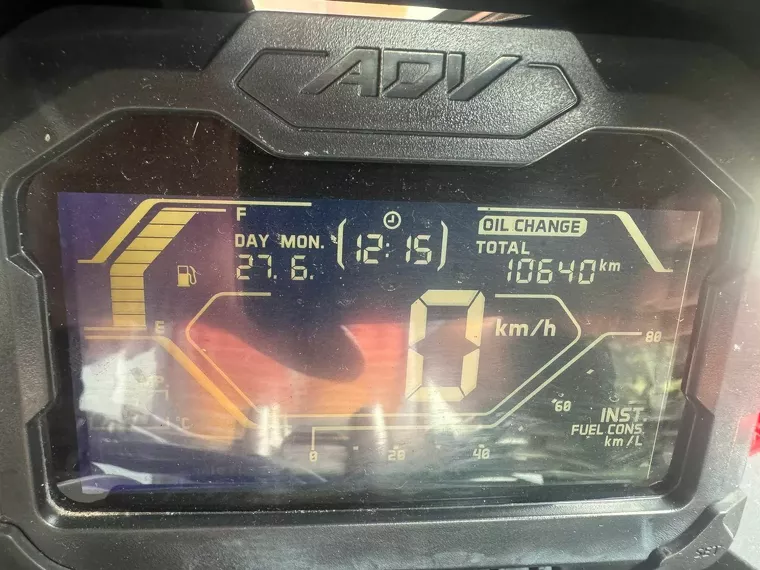 ADV
F
DAY MON. 12:15 OIL CHANGE
27. 6. TOTAL
10640 km
E
0 km/h
80
60
INST.
FUEL CONS.
km/L
°C
0 20 40
SET